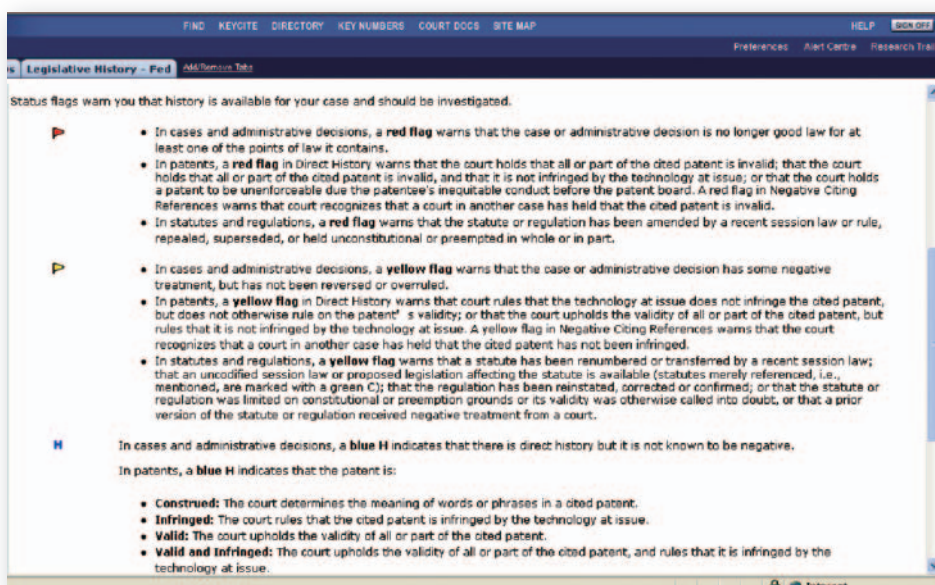 FIND KEYCITE DIRECTORY KEY NUMBERS COURT DOCS SITE MAP HELP SIGN OFF
Preferences Alert Centre Research Trail
s Legislative History - Fed Add/Remove Tabs
Status flags warn you that history is available for your case and should be investigated.
• In cases and administrative decisions, a red flag warns that the case or administrative decision is no longer good law for at
least one of the points of law it contains.
• In patents, a red flag in Direct History warns that the court holds that all or part of the cited patent is invalid; that the court
holds that all or part of the cited patent is invalid, and that it is not infringed by the technology at issue; or that the court holds
a patent to be unenforceable due the patentee's inequitable conduct before the patent board. A red flag in Negative Citing
References warns that court recognizes that a court in another case has held that the cited patent is invalid.
• In statutes and regulations, a red flag warns that the statute or regulation has been amended by a recent session law or rule,
repealed, superseded, or held unconstitutional or preempted in whole or in part.
• In cases and administrative decisions, a yellow flag warns that the case or administrative decision has some negative
treatment, but has not been reversed or overruled.
• In patents, a yellow flag in Direct History warns that court rules that the technology at issue does not infringe the cited patent,
but does not otherwise rule on the patent' s validity; or that the court upholds the validity of all or part of the cited patent, but
rules that it is not infringed by the technology at issue. A yellow flag in Negative Citing References warns that the court
recognizes that a court in another case has held that the cited patent has not been infringed.
• In statutes and regulations, a yellow flag warns that a statute has been renumbered or transferred by a recent session law;
that an uncodified session law or proposed legislation affecting the statute is available (statutes merely referenced, i.e.,
mentioned, are marked with a green C); that the regulation has been reinstated, corrected or confirmed; or that the statute or
regulation was limited on constitutional or preemption grounds or its validity was otherwise called into doubt, or that a prior
version of the statute or regulation received negative treatment from a court.
H In cases and administrative decisions, a blue H indicates that there is direct history but it is not known to be negative.
In patents, a blue H indicates that the patent is:
• Construed: The court determines the meaning of words or phrases in a cited patent.
• Infringed: The court rules that the cited patent is infringed by the technology at issue.
• Valid: The court upholds the validity of all or part of the cited patent.
• Valid and Infringed: The court upholds the validity of all or part of the cited patent, and rules that it is infringed by the
technology at issue.